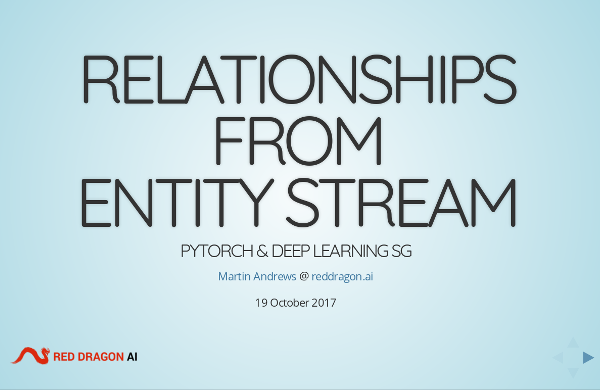 RELATIONSHIPS
FROM
ENTITY STREAM
PYTORCH & DEEP LEARNING SG
Martin Andrews @ reddragon.ai
19 October 2017
RED DRAGON AI